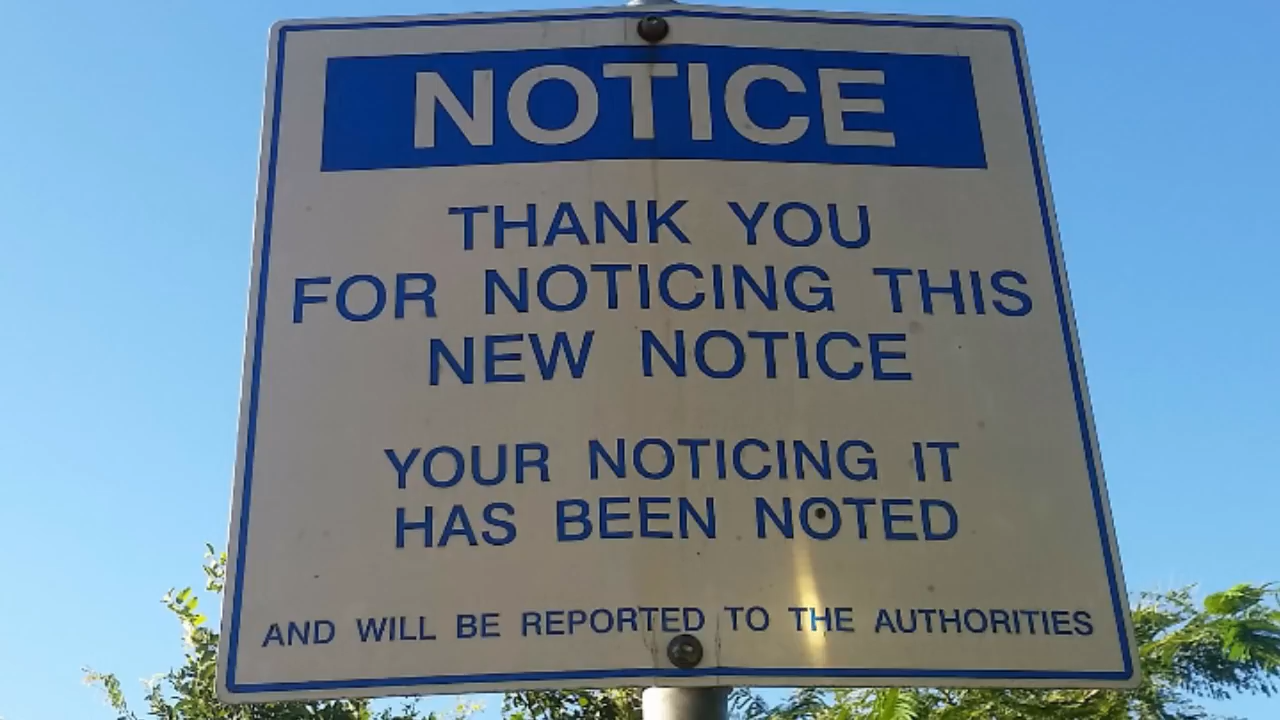 NOTICE
THANK YOU
FOR NOTICING THIS
NEW NOTICE
YOUR NOTICING IT
HAS BEEN NOTED
AND WILL BE REPORTED TO THE AUTHORITIES